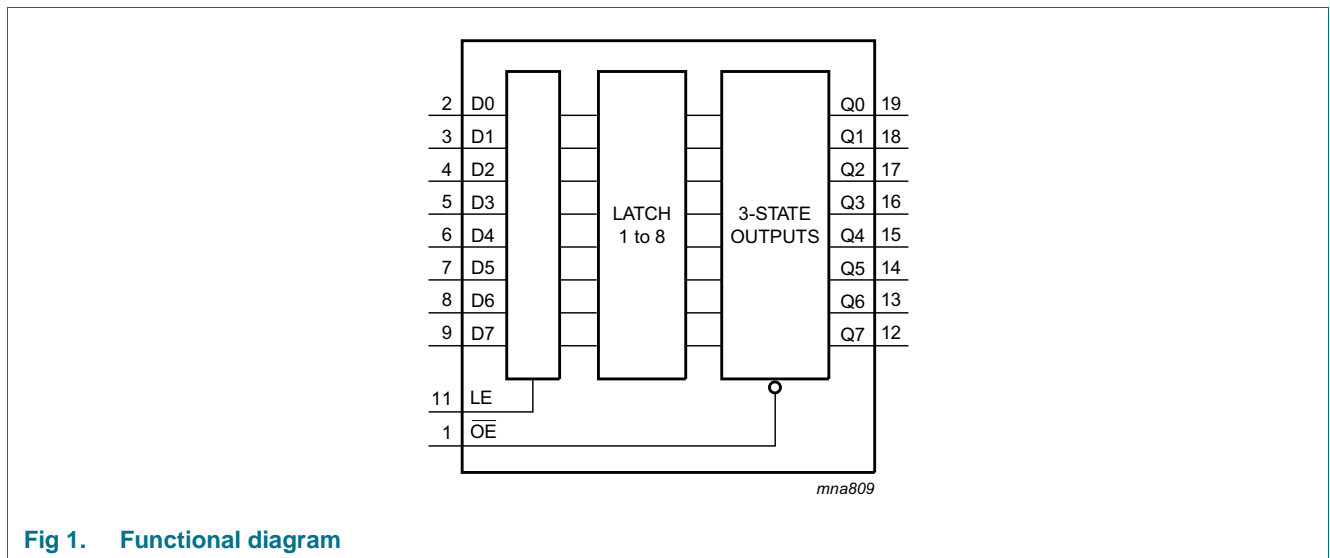 2 D0 Q0 19
3 D1 Q1 18
4 D2 Q2 17
5 D3 Q3 16
6 D4 LATCH 3-STATE Q4 15
1 to 8 OUTPUTS
7 D5 Q5 14
8 D6 Q6 13
9 D7 Q7 12
11 LE
1 O̅E̅
mna809
Fig 1. Functional diagram